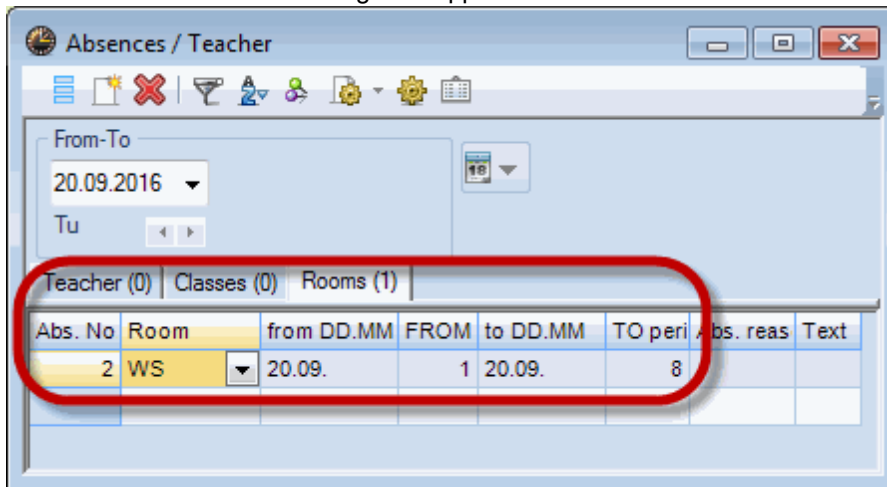 Absences / Teacher
From-To
20.09.2016
Tu
Teacher (0) Classes (0) Rooms (1)
Abs. No Room from DD.MM FROM to DD.MM TO peri Abs. reas Text
2 WS 20.09. 1 20.09. 8